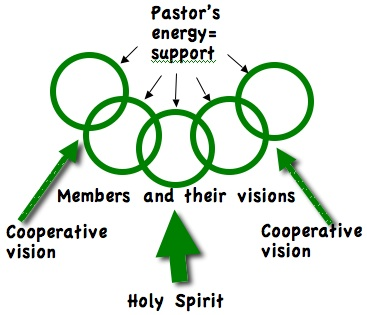 Pastor's
energy=
support
Members and their visions
Cooperative
vision
Cooperative
vision
Holy Spirit